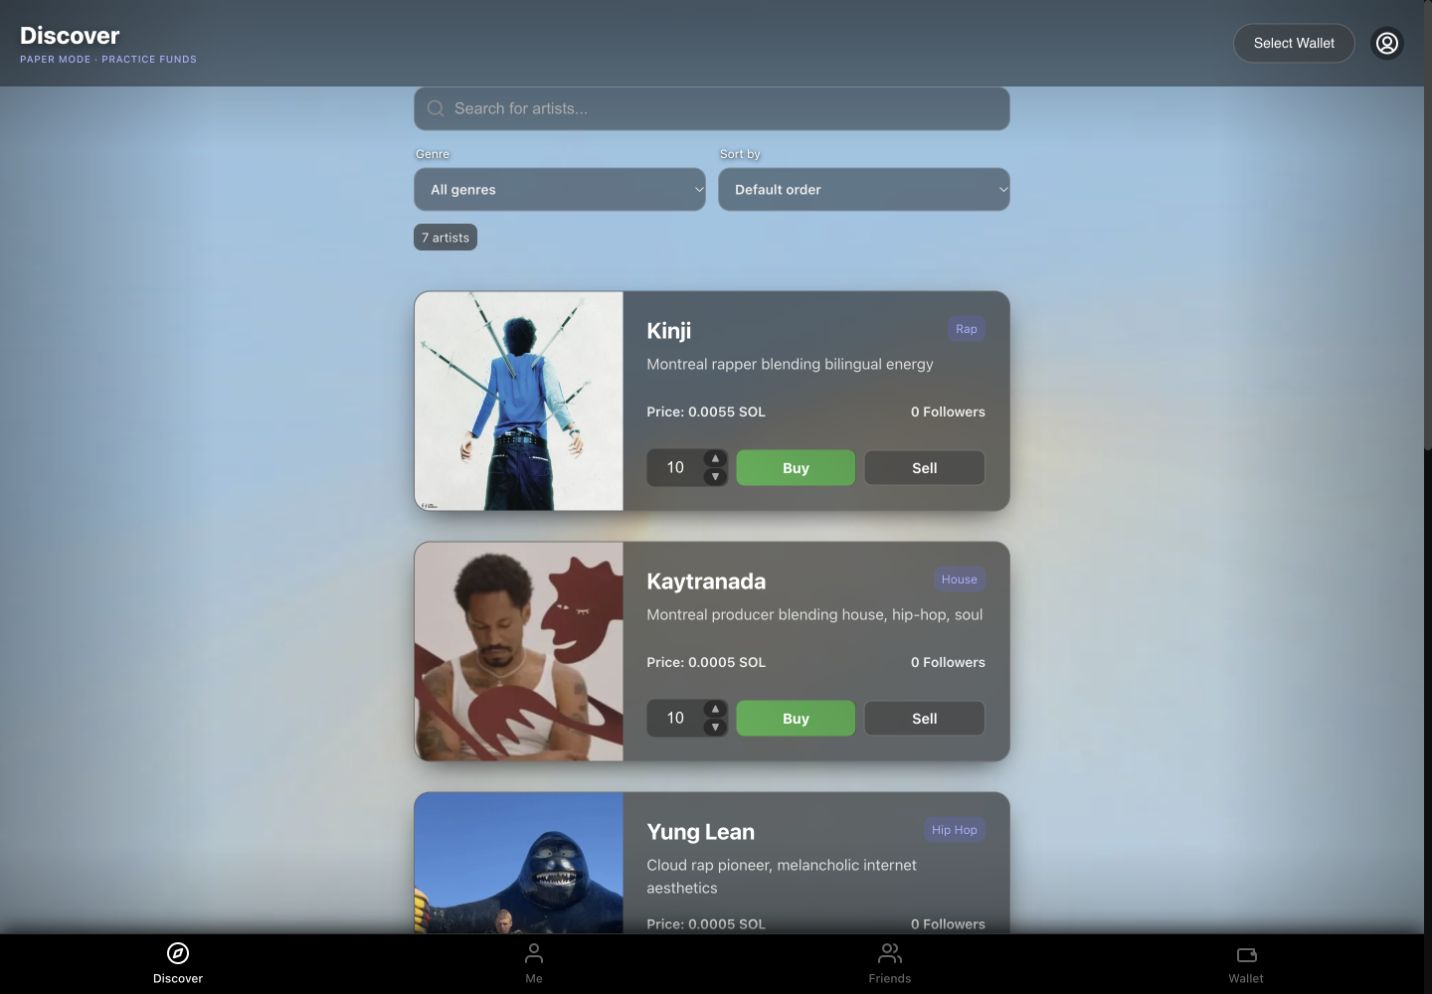 Discover
PAPER MODE · PRACTICE FUNDS
Select Wallet
Search for artists...
Genre
Sort by
All genres
Default order
7 artists
Kinji
Rap
Montreal rapper blending bilingual energy
Price: 0.0055 SOL
0 Followers
10
Buy
Sell
Kaytranada
House
Montreal producer blending house, hip-hop, soul
Price: 0.0005 SOL
0 Followers
10
Buy
Sell
Yung Lean
Hip Hop
Cloud rap pioneer, melancholic internet
aesthetics
Price: 0.0005 SOL
0 Followers
Discover
Me
Friends
Wallet